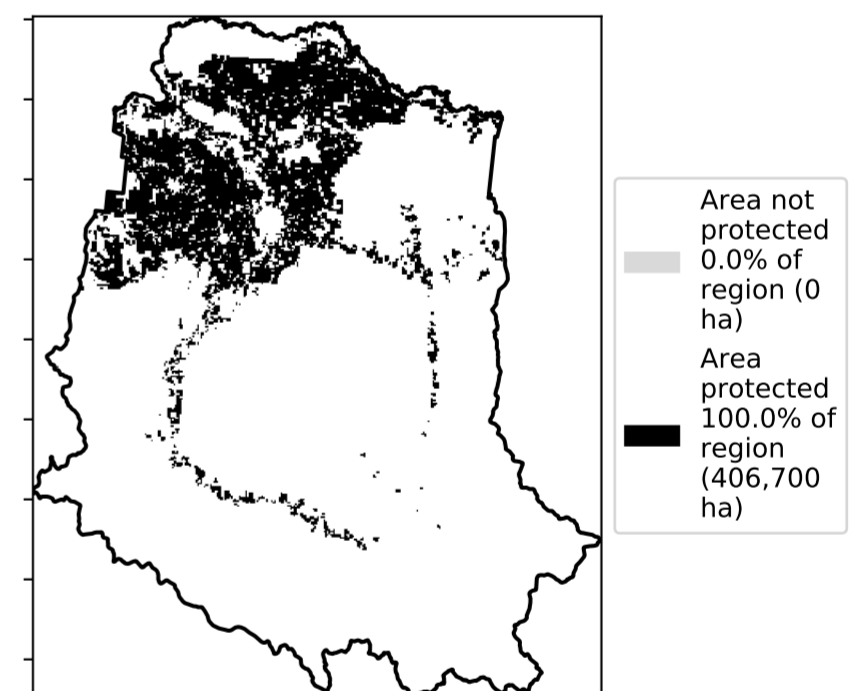 Area not
protected
0.0% of
region (0
ha)
Area
protected
100.0% of
region
(406,700
ha)